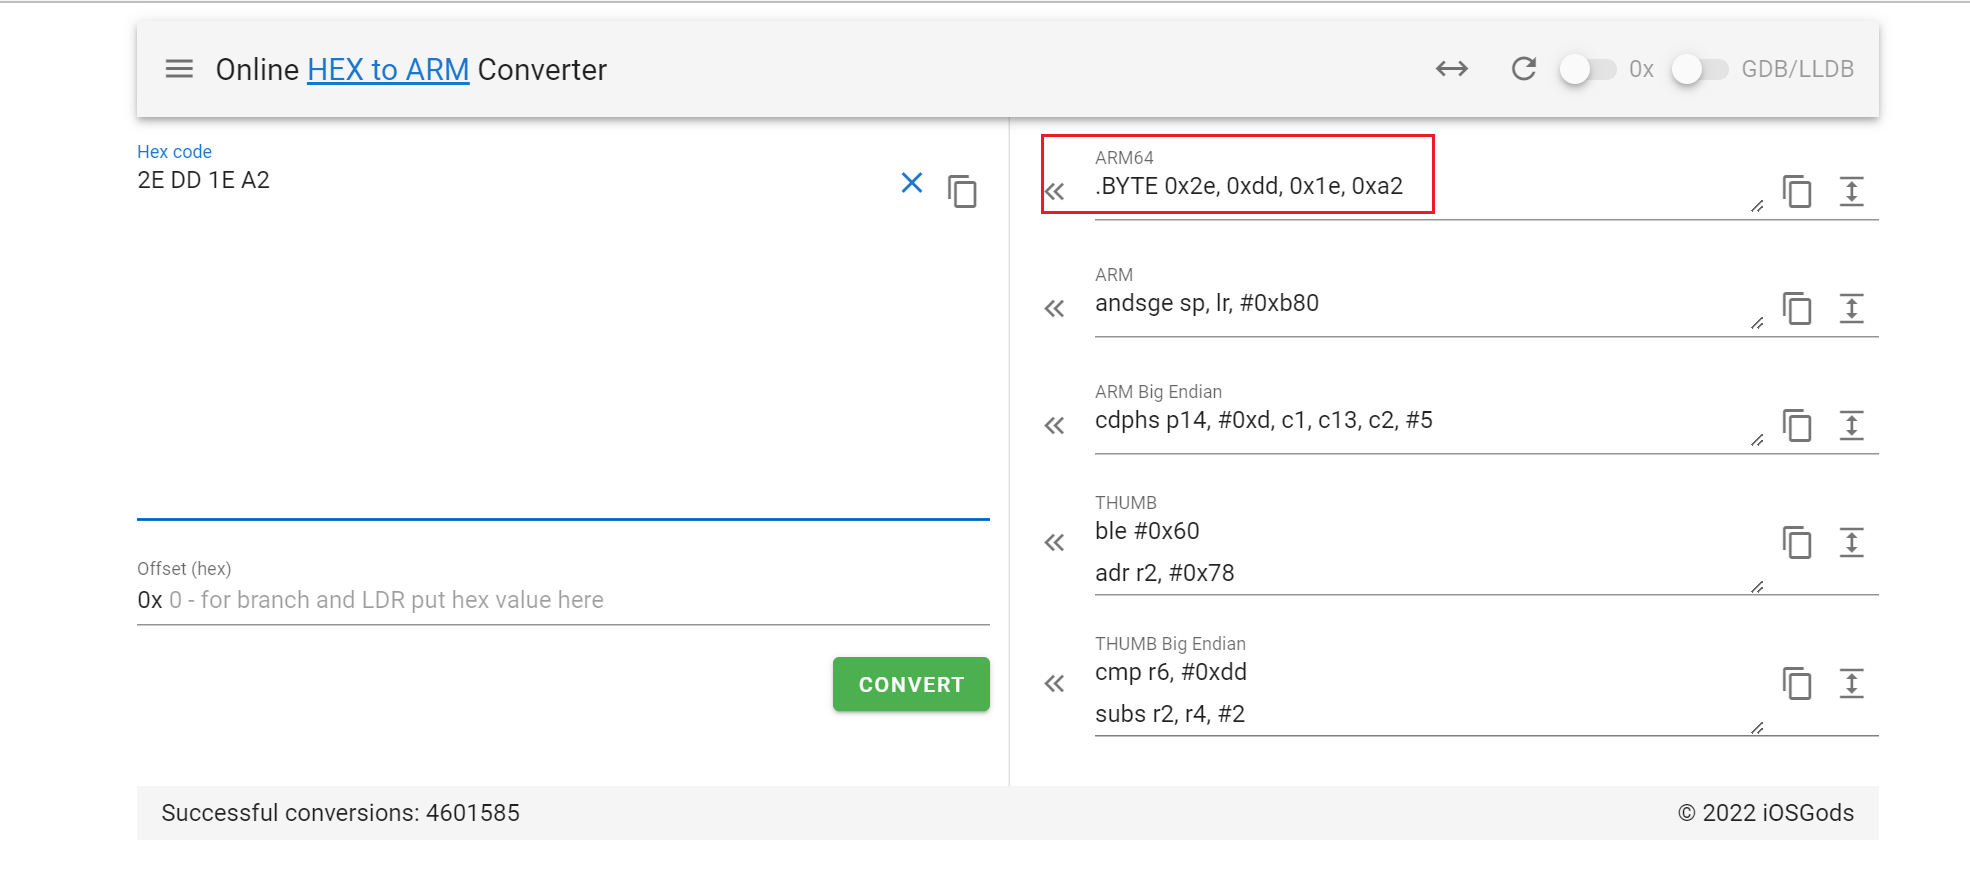 Online HEX to ARM Converter
0x
GDB/LLDB
Hex code
2E DD 1E A2
Offset (hex)
0x 0 - for branch and LDR put hex value here
CONVERT
ARM64
.BYTE 0x2e, 0xdd, 0x1e, 0xa2
ARM
andsge sp, lr, #0xb80
ARM Big Endian
cdphs p14, #0xd, c1, c13, c2, #5
THUMB
ble #0x60
adr r2, #0x78
THUMB Big Endian
cmp r6, #0xdd
subs r2, r4, #2
Successful conversions: 4601585
© 2022 iOSGods